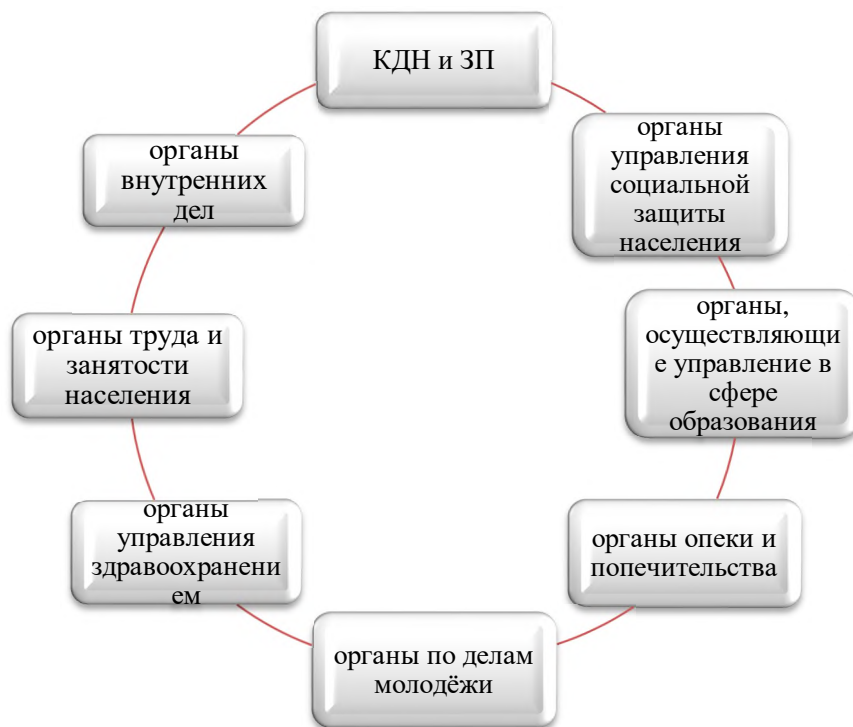 КДН и ЗП
органы
управления
социальной
защиты
населения
органы,
осуществляющи
е управление в
сфере
образования
органы опеки и
попечительства
органы по делам
молодёжи
органы
управления
здравоохранени
ем
органы труда и
занятости
населения
органы
внутренних
дел